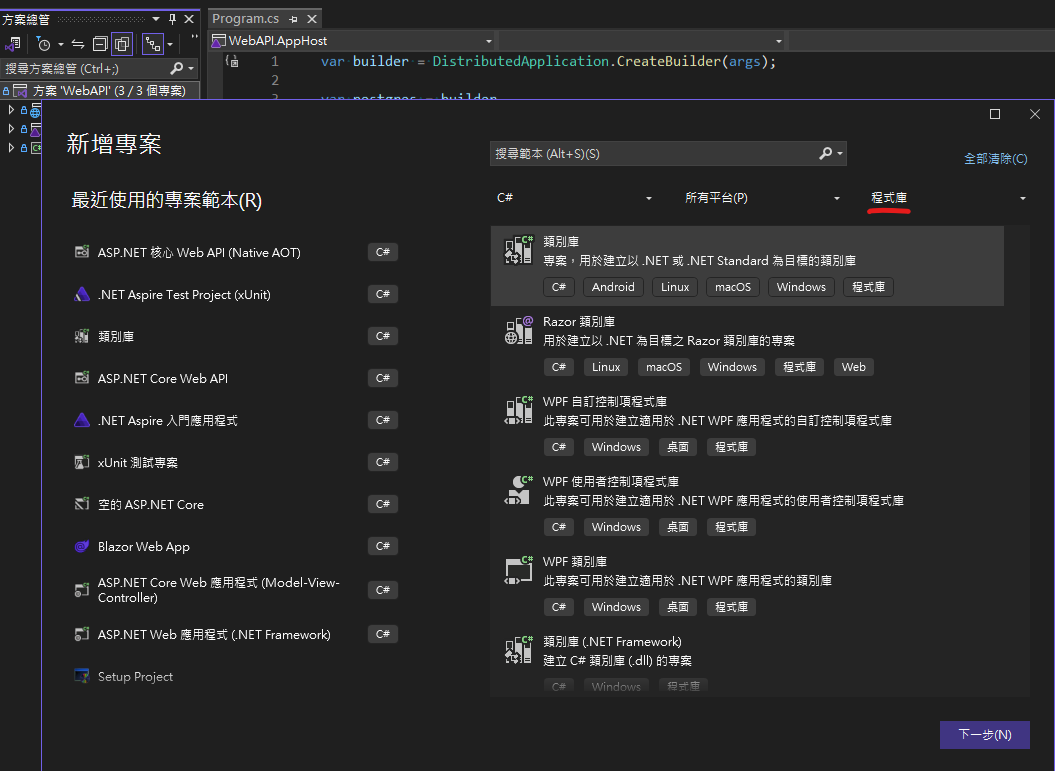 方案總管
Program.cs
WebAPI.AppHost
搜尋方案總管 (Ctrl+;)
1 var builder = DistributedApplication.CreateBuilder(args);
2
方案 'WebAPI' (3 / 3 個專案)
3 var postgres = builder
新增專案
搜尋範本 (Alt+S)(S)
全部清除(C)
最近使用的專案範本(R)
C#
所有平台(P)
程式庫
ASP.NET 核心 Web API (Native AOT) C#
.NET Aspire Test Project (xUnit) C#
類別庫 C#
ASP.NET Core Web API C#
.NET Aspire 入門應用程式 C#
xUnit 測試專案 C#
空的 ASP.NET Core C#
Blazor Web App C#
ASP.NET Core Web 應用程式 (Model-View-
Controller) C#
ASP.NET Web 應用程式 (.NET Framework) C#
Setup Project
類別庫
專案，用於建立以 .NET 或 .NET Standard 為目標的類別庫
C# Android Linux macOS Windows 程式庫
Razor 類別庫
用於建立以 .NET 為目標之 Razor 類別庫的專案
C# Linux macOS Windows 程式庫 Web
WPF 自訂控制項程式庫
此專案可用於建立適用於 .NET WPF 應用程式的自訂控制項程式庫
C# Windows 桌面 程式庫
WPF 使用者控制項程式庫
此專案可用於建立適用於 .NET WPF 應用程式的使用者控制項程式庫
C# Windows 桌面 程式庫
WPF 類別庫
此專案可用於建立適用於 .NET WPF 應用程式的類別庫
C# Windows 桌面 程式庫
類別庫 (.NET Framework)
建立 C# 類別庫 (.dll) 的專案
C# Windows 程式庫
下一步(N)